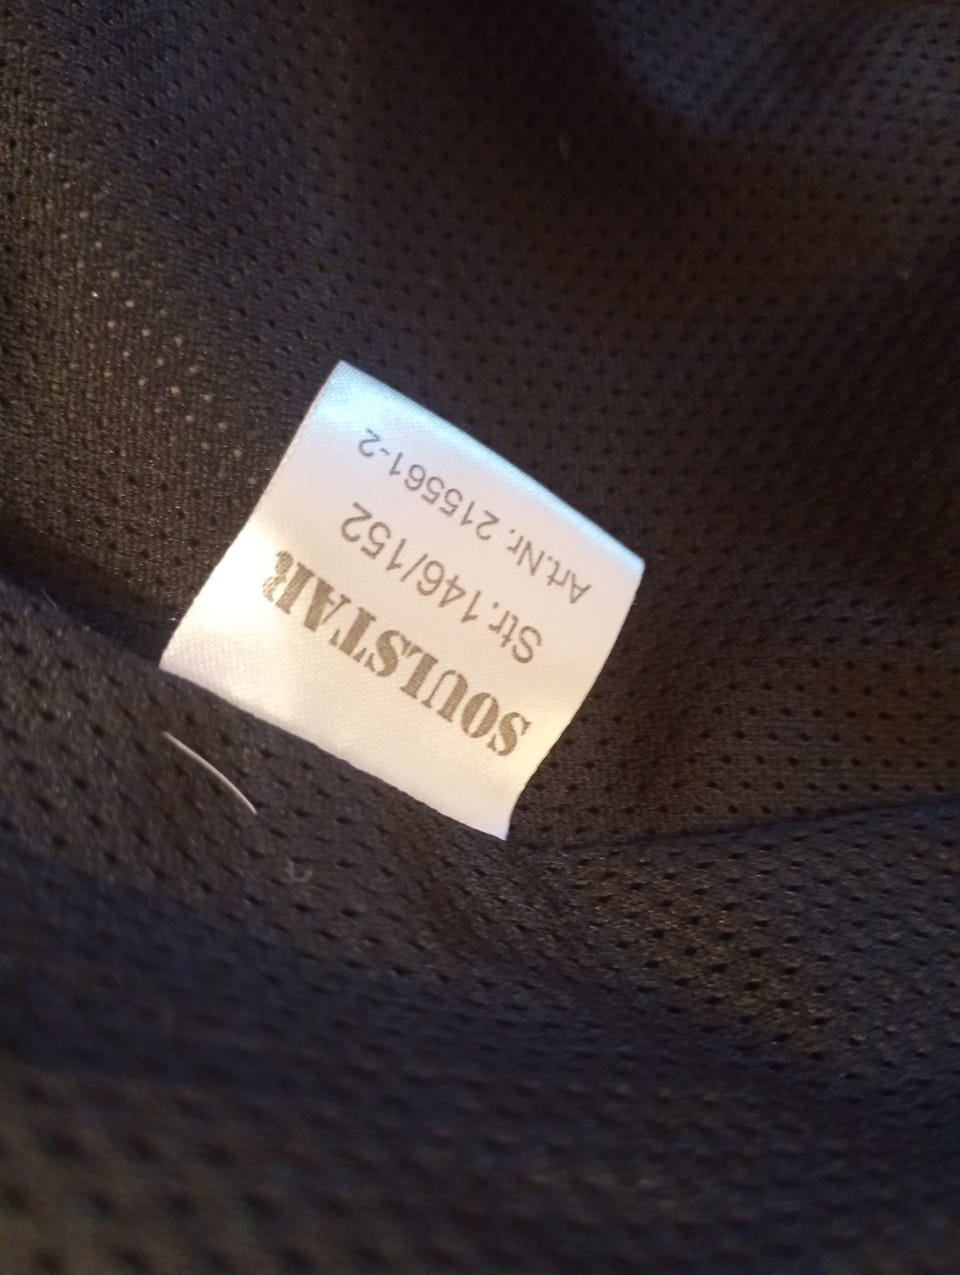 SOULSTAR
Str. 146/152
Art.Nr. 215561-2